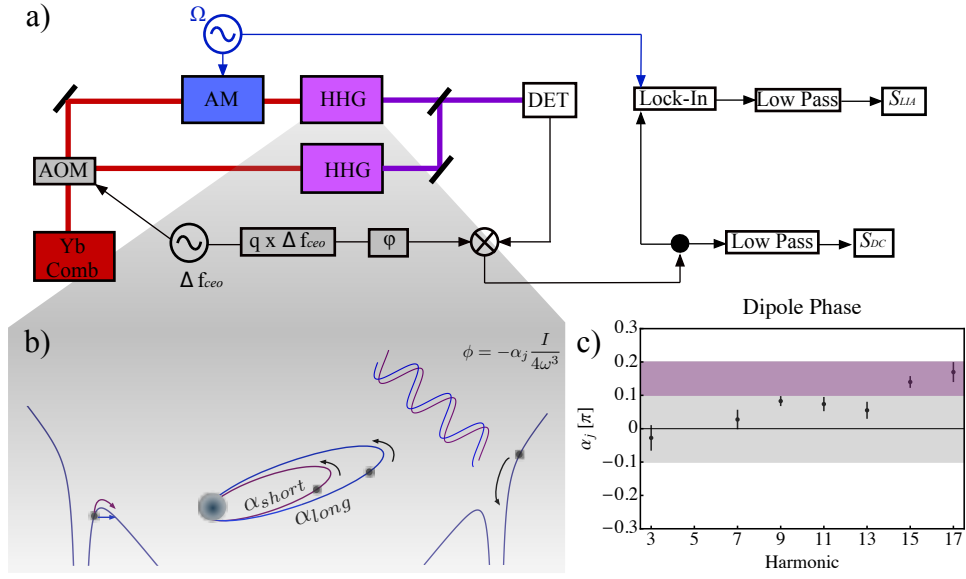 a)
Ω
AM
HHG
DET
Lock-In
Low Pass
S_LIA
AOM
HHG
Yb
Comb
Δ f_ceo
q x Δ f_ceo
φ
Low Pass
S_DC
b)
ϕ = −α_j I/4ω³
α_short
α_long
c)
Dipole Phase
α_j [π]
0.3
0.2
0.1
0
−0.1
−0.2
−0.3
3 7 9 11 13 15 17
Harmonic